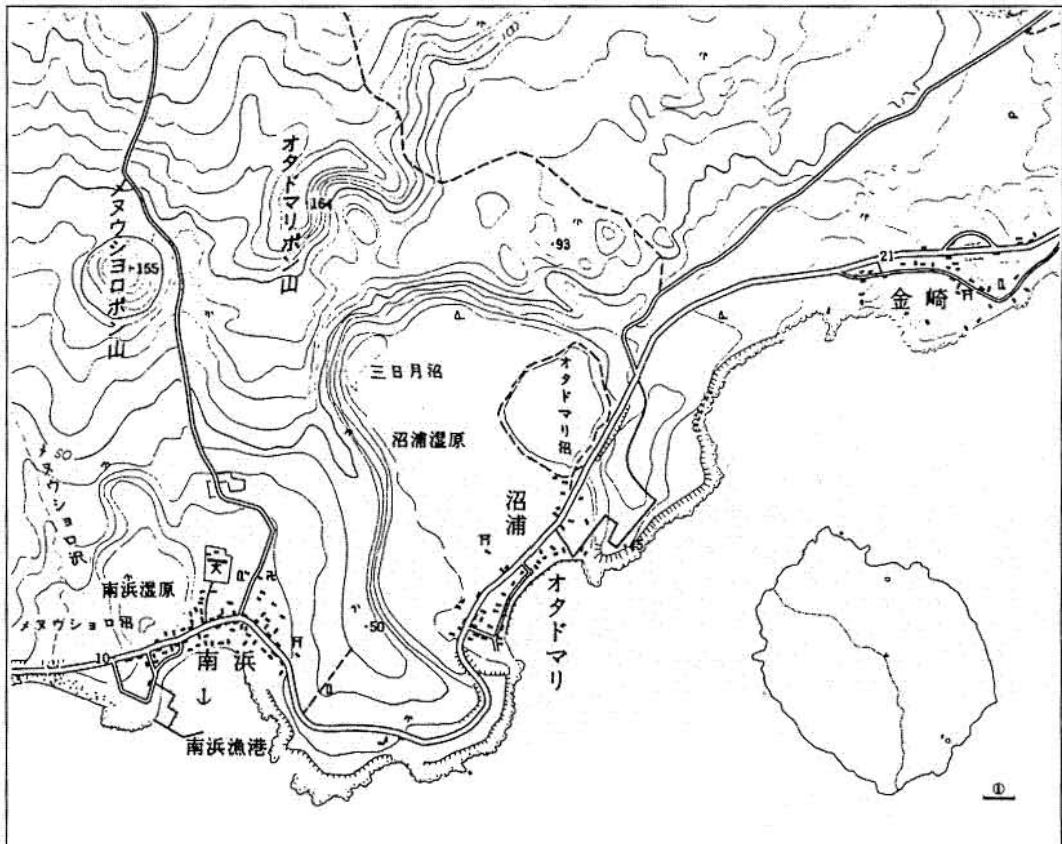 100
オタドマリポン山
164
メヌウショロポン山
155
・93
21
金崎
三日月沼
オタドマリ沼
沼浦湿原
50
メヌウショロ沢
沼浦
45
オタドマリ
南浜湿原
メヌウショロ沼
文
・50
10
南浜
南浜漁港
①